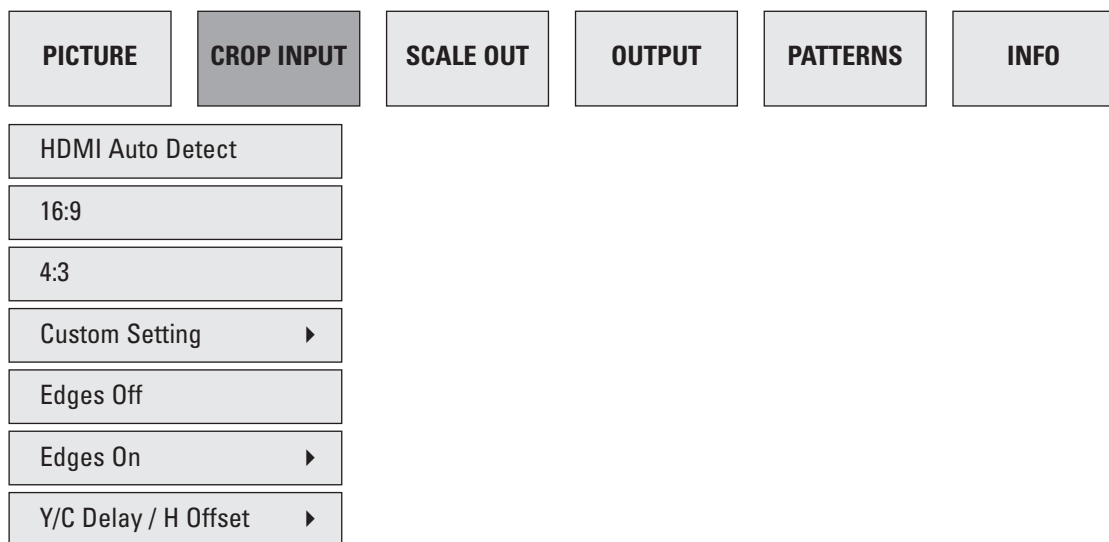 PICTURE CROP INPUT SCALE OUT OUTPUT PATTERNS INFO
HDMI Auto Detect
16:9
4:3
Custom Setting
Edges Off
Edges On
Y/C Delay / H Offset